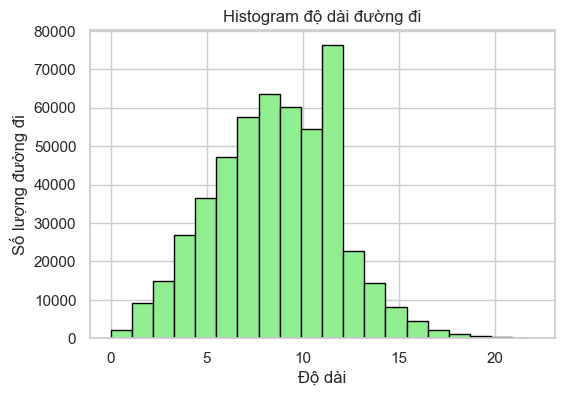 Histogram độ dài đường đi
Số lượng đường đi
80000
70000
60000
50000
40000
30000
20000
10000
0
0 5 10 15 20
Độ dài